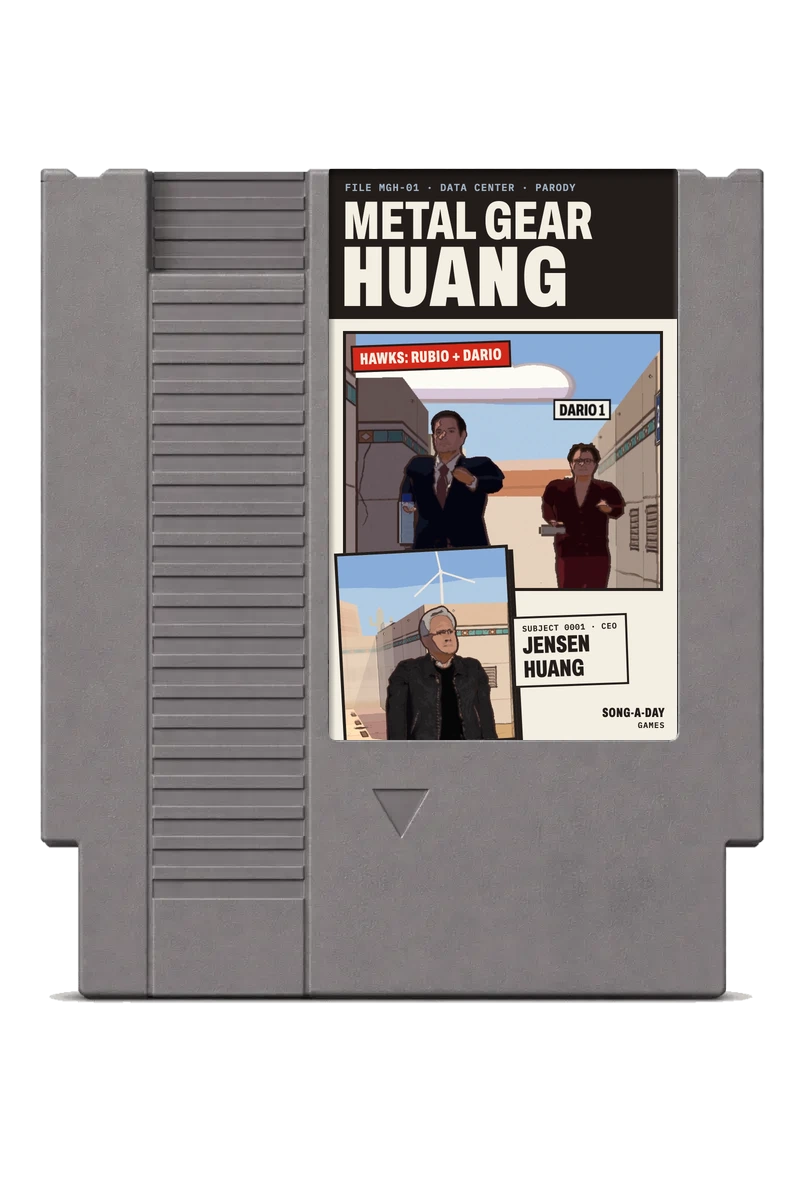 FILE MGH-01 · DATA CENTER · PARODY
METAL GEAR
HUANG
HAWKS: RUBIO + DARIO
DARIO 1
SUBJECT 0001 · CEO
JENSEN
HUANG
SONG-A-DAY
GAMES